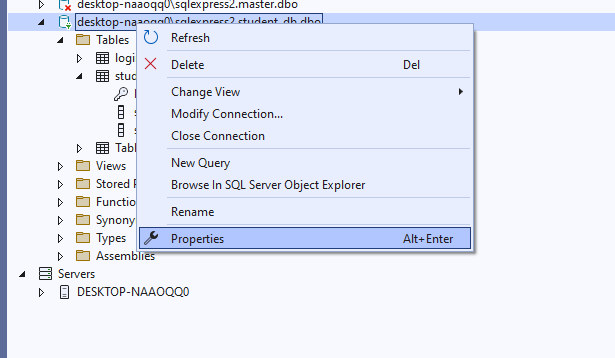 desktop-naaoqq0\sqlexpress2.master.dbo
desktop-naaoqq0\sqlexpress2.student_db.dbo
Tables
logi
stud
Tabl
Views
Stored P
Functio
Synony
Types
Assemblies
Servers
DESKTOP-NAAOQQ0
Refresh
Delete Del
Change View
Modify Connection...
Close Connection
New Query
Browse In SQL Server Object Explorer
Rename
Properties Alt+Enter